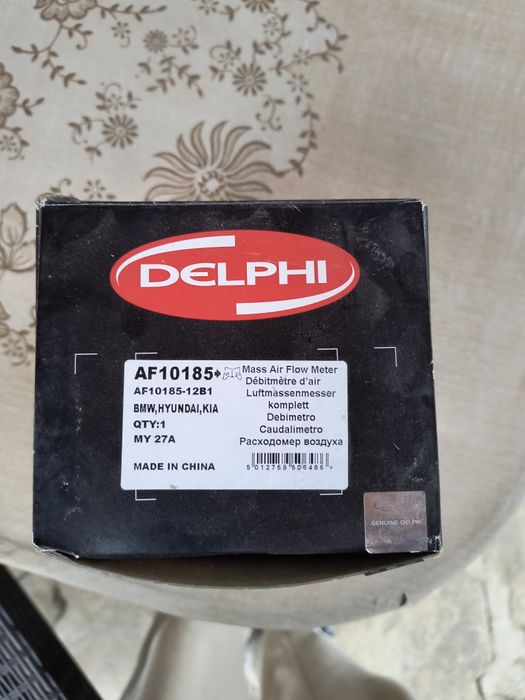 DELPHI
AF10185
AF10185-12B1
BMW,HYUNDAI,KIA
QTY:1
MY 27A
MADE IN CHINA
Mass Air Flow Meter
Débitmètre d'air
Luftmassenmesser
komplett
Debimetro
Caudalimetro
Расходомер воздуха
5 012759 506486 >
GENUINE DELPHI